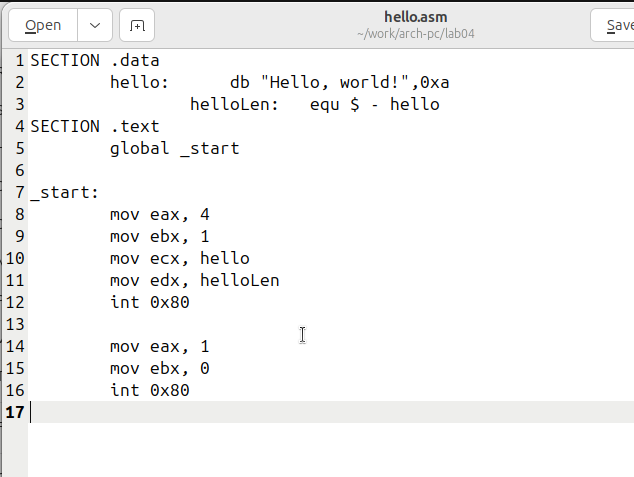 Open
hello.asm
~/work/arch-pc/lab04
Save
1 SECTION .data
2         hello:      db "Hello, world!",0xa
3                 helloLen:   equ $ - hello
4 SECTION .text
5         global _start
6
7 _start:
8         mov eax, 4
9         mov ebx, 1
10         mov ecx, hello
11         mov edx, helloLen
12         int 0x80
13
14         mov eax, 1
15         mov ebx, 0
16         int 0x80
17